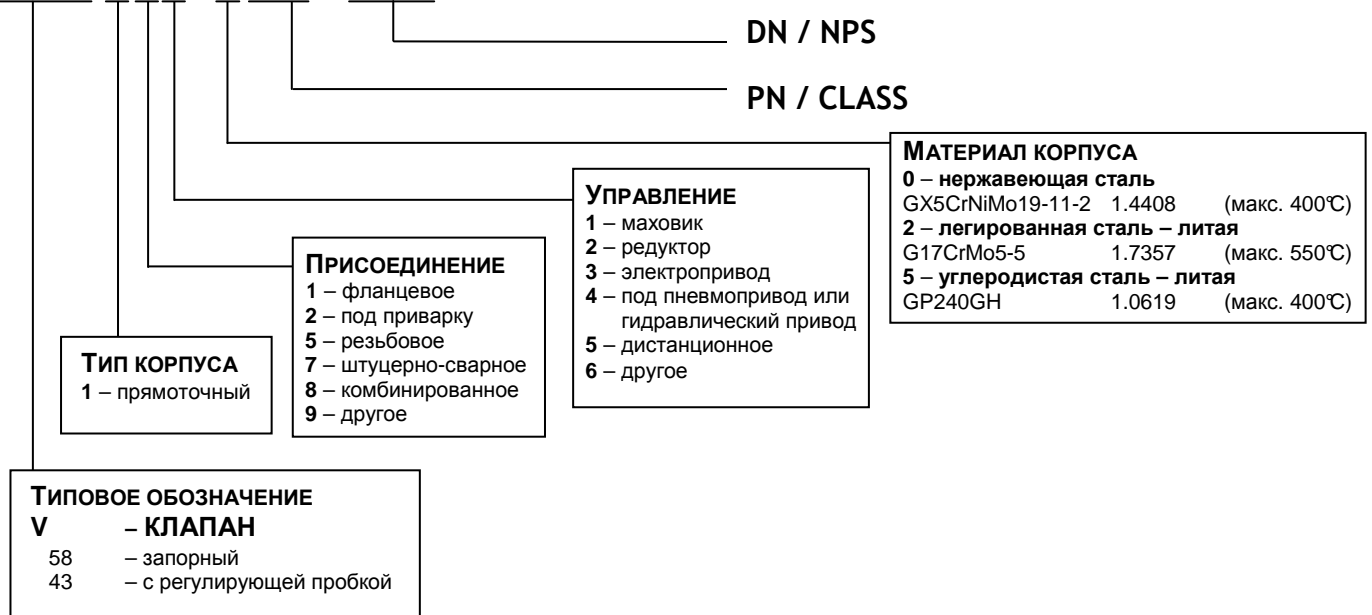 DN / NPS
PN / CLASS
МАТЕРИАЛ КОРПУСА
0 – нержавеющая сталь
GX5CrNiMo19-11-2 1.4408 (макс. 400℃)
2 – легированная сталь – литая
G17CrMo5-5 1.7357 (макс. 550℃)
5 – углеродистая сталь – литая
GP240GH 1.0619 (макс. 400℃)
УПРАВЛЕНИЕ
1 – маховик
2 – редуктор
3 – электропривод
4 – под пневмопривод или
гидравлический привод
5 – дистанционное
6 – другое
ПРИСОЕДИНЕНИЕ
1 – фланцевое
2 – под приварку
5 – резьбовое
7 – штуцерно-сварное
8 – комбинированное
9 – другое
ТИП КОРПУСА
1 – прямоточный
ТИПОВОЕ ОБОЗНАЧЕНИЕ
V – КЛАПАН
58 – запорный
43 – с регулирующей пробкой